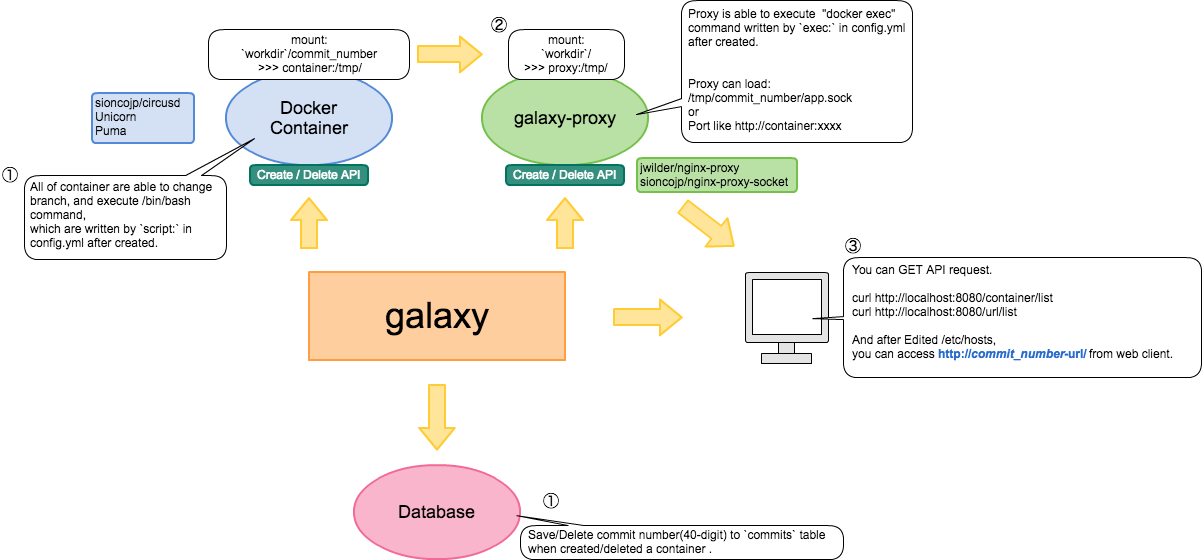 ②
mount:
`workdir`/commit_number
>>> container:/tmp/
mount:
`workdir`/
>>> proxy:/tmp/
Proxy is able to execute  "docker exec"
command written by `exec:` in config.yml
after created.
Proxy can load:
/tmp/commit_number/app.sock
or
Port like http://container:xxxx
sioncojp/circusd
Unicorn
Puma
Docker
Container
galaxy-proxy
①
Create / Delete API
Create / Delete API
jwilder/nginx-proxy
sioncojp/nginx-proxy-socket
All of container are able to change
branch, and execute /bin/bash
command,
which are written by `script:` in
config.yml after created.
③
You can GET API request.
curl http://localhost:8080/container/list
curl http://localhost:8080/url/list
And after Edited /etc/hosts,
you can access http://commit_number-url/ from web client.
galaxy
Database
①
Save/Delete commit number(40-digit) to `commits` table
when created/deleted a container .